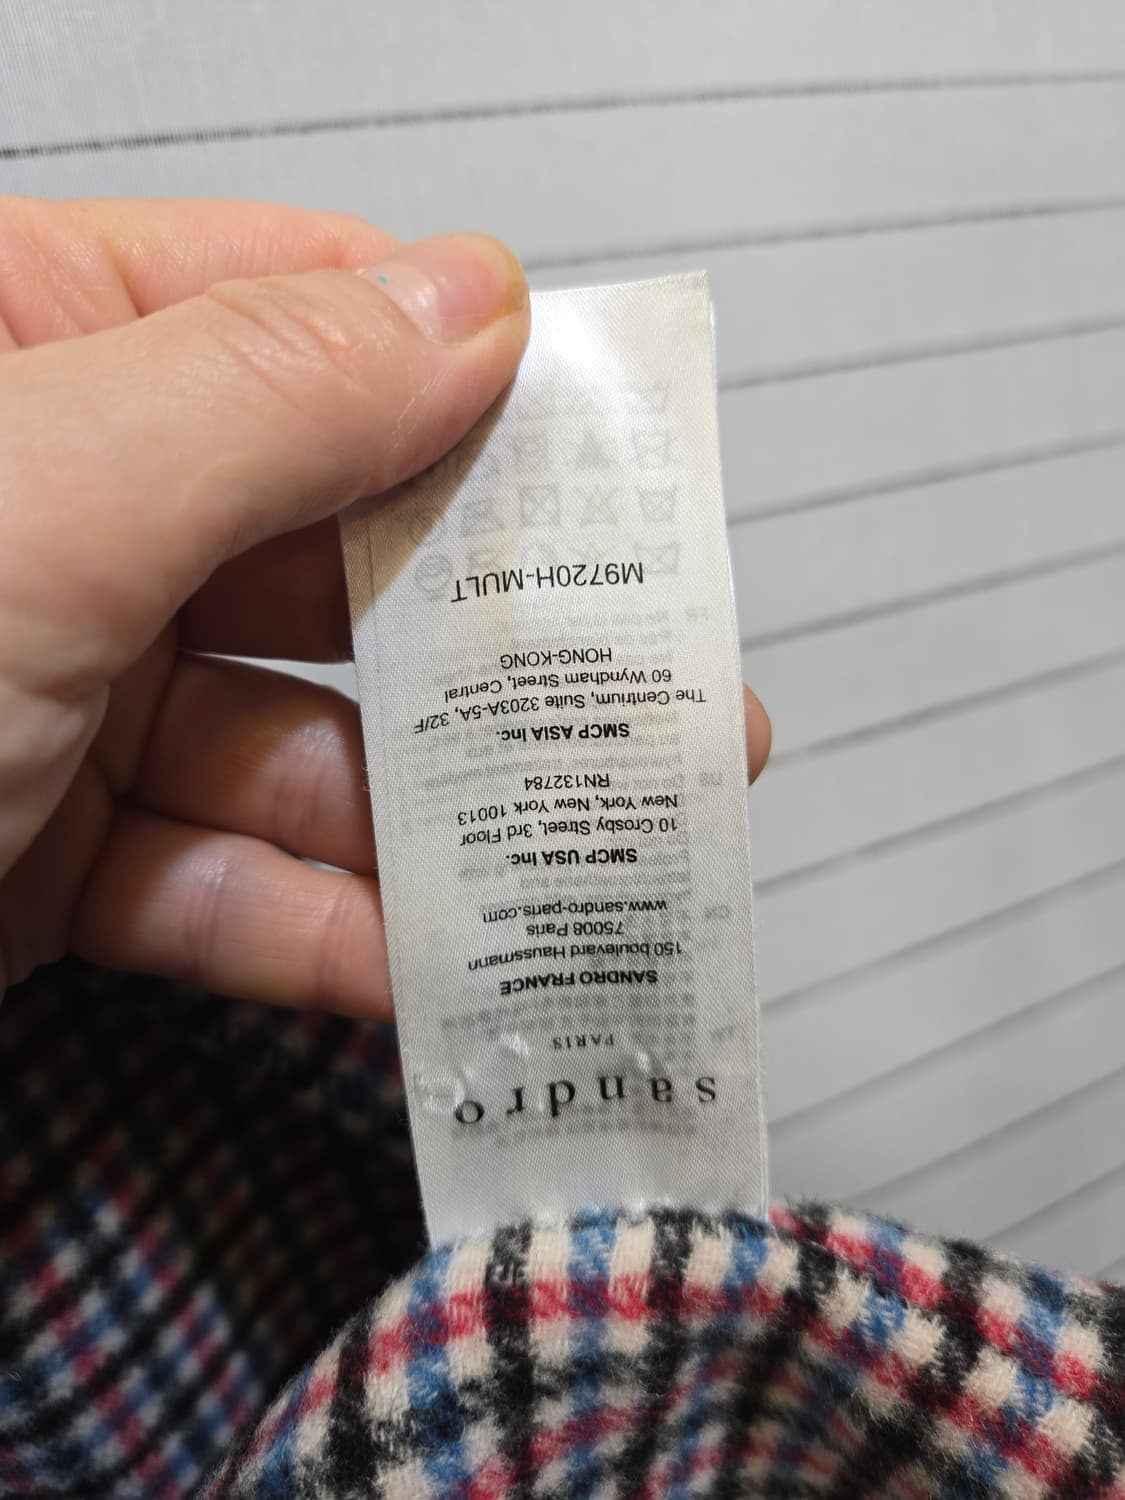 sandro
PARIS
SANDRO FRANCE
150 boulevard Haussmann
75008 Paris
www.sandro-paris.com
SMCP USA Inc.
10 Crosby Street, 3rd Floor
New York, New York 10013
RN132784
SMCP ASIA Inc.
The Centrium, Suite 3203A-5A, 32/F
60 Wyndham Street, Central
HONG-KONG
M9720H-MULT